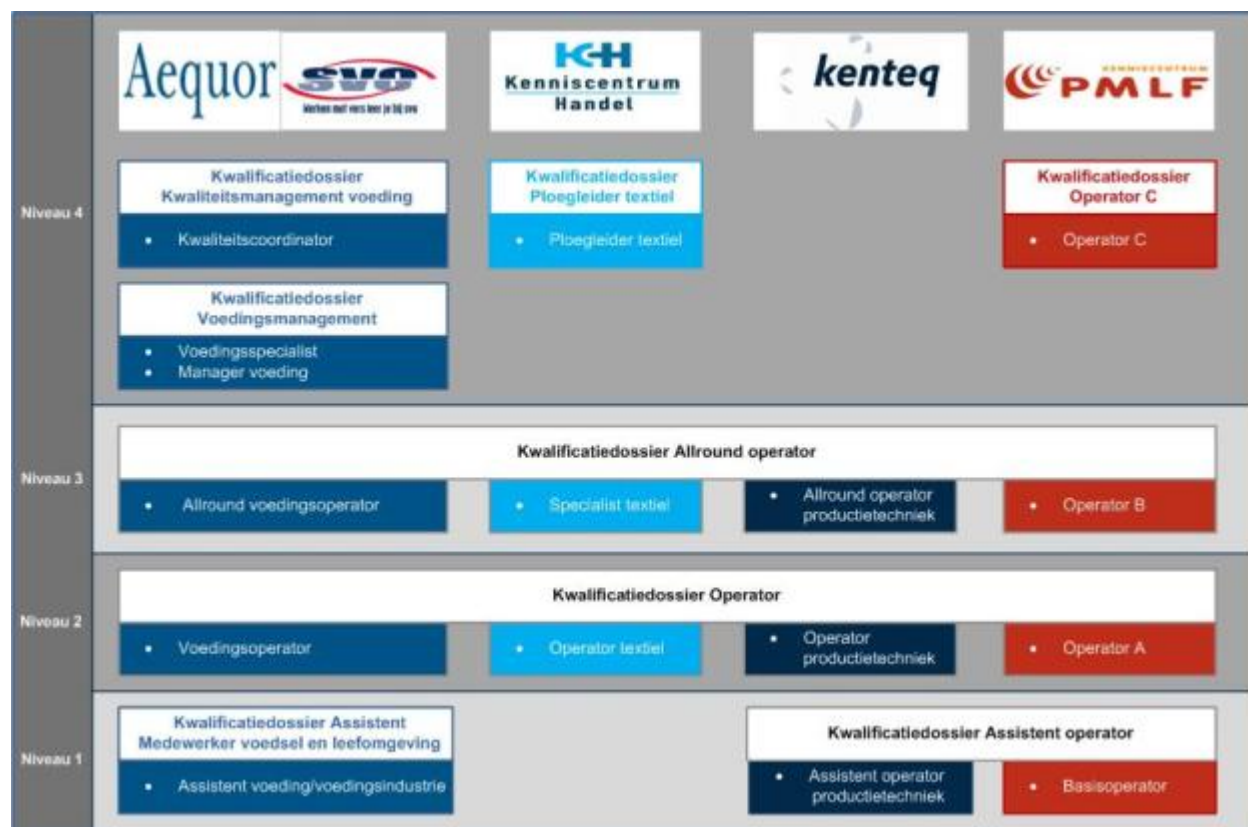 Aequor
svo
Werken met vers leer je bij svo
KCH
Kenniscentrum
Handel
kenteq
KENNISCENTRUM
PMLF
Niveau 4
Kwalificatiedossier
Kwaliteitsmanagement voeding
• Kwaliteitscoordinator
Kwalificatiedossier
Ploegleider textiel
• Ploegleider textiel
Kwalificatiedossier
Operator C
• Operator C
Kwalificatiedossier
Voedingsmanagement
• Voedingsspecialist
• Manager voeding
Niveau 3
Kwalificatiedossier Allround operator
• Allround voedingsoperator
• Specialist textiel
• Allround operator
productietechniek
• Operator B
Niveau 2
Kwalificatiedossier Operator
• Voedingsoperator
• Operator textiel
• Operator
productietechniek
• Operator A
Niveau 1
Kwalificatiedossier Assistent
Medewerker voedsel en leefomgeving
• Assistent voeding/voedingsindustrie
Kwalificatiedossier Assistent operator
• Assistent operator
productietechniek
• Basisoperator